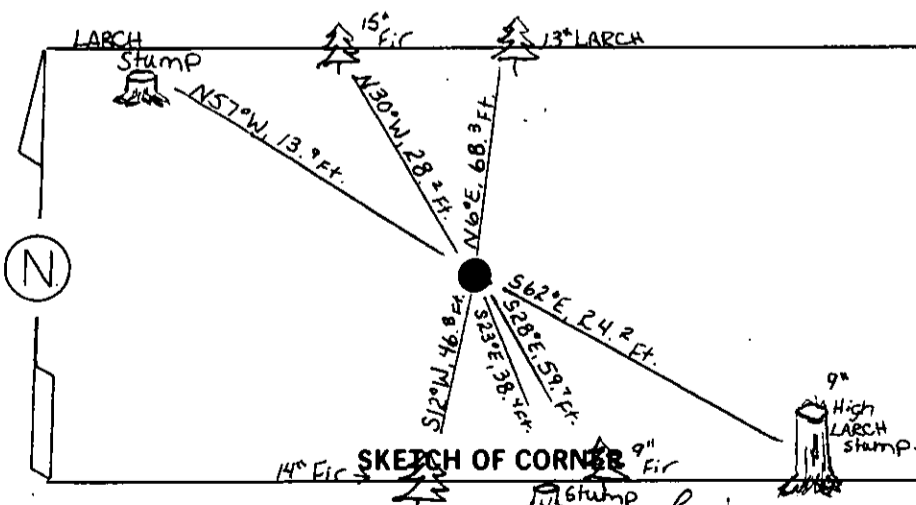 LARCH
Stump
15" Fir
13" LARCH
N57°W, 13.9 Ft.
N30°W, 28.2 Ft.
N6°E, 68.3 Ft.
N
S62°E, 24.2 Ft.
S28°E, 59.7 Ft.
S23°E, 38.4 Ft.
S12°W, 46.8 Ft.
9"
High
LARCH
Stump.
SKETCH OF CORNER
14" Fir
9"
Fir
Stump